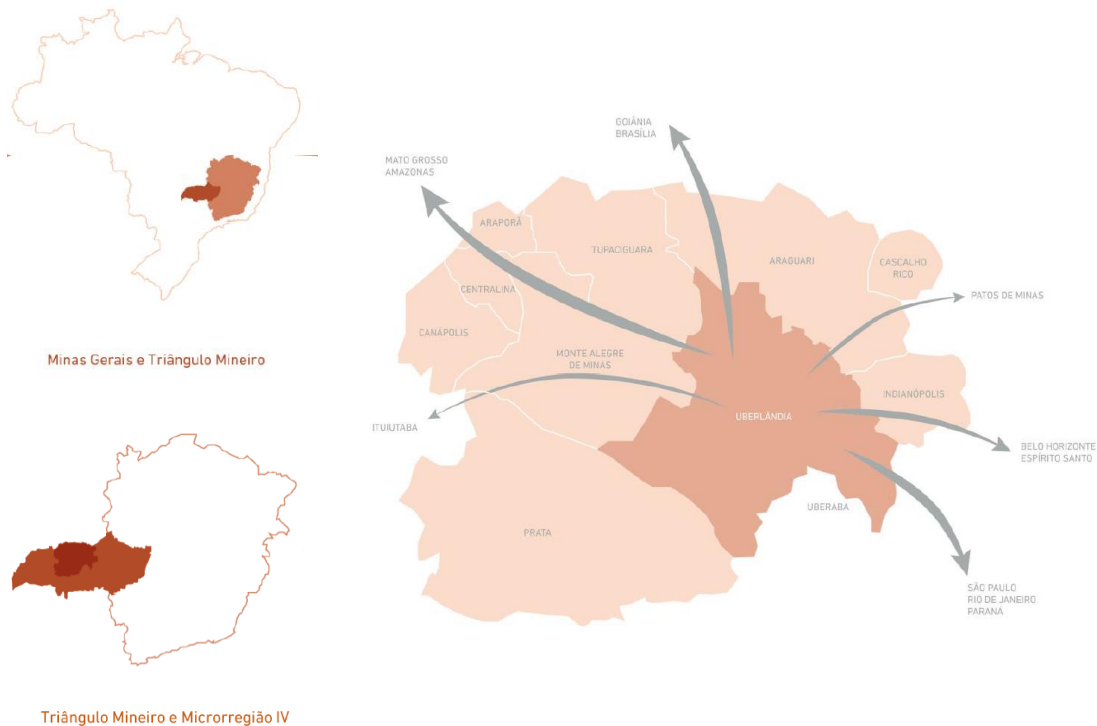 Minas Gerais e Triângulo Mineiro
Triângulo Mineiro e Microrregião IV
GOIÂNIA
BRASÍLIA
MATO GROSSO
AMAZONAS
ARAPORÃ
TUPACIGUARA
ARAGUARI
CASCALHO
RICO
CENTRALINA
PATOS DE MINAS
CANÁPOLIS
MONTE ALEGRE
DE MINAS
INDIANÓPOLIS
UBERLÂNDIA
ITUIUTABA
BELO HORIZONTE
ESPÍRITO SANTO
UBERABA
PRATA
SÃO PAULO
RIO DE JANEIRO
PARANÁ